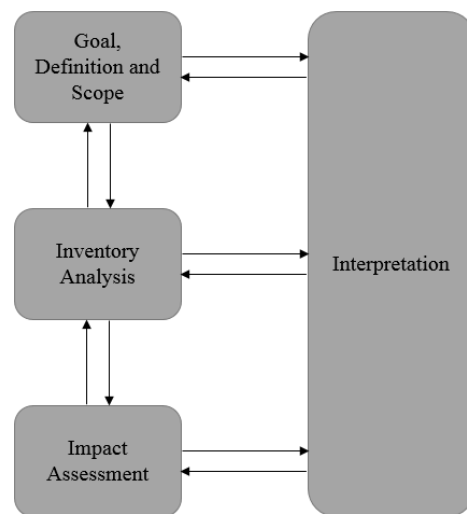 Goal,
Definition and
Scope
Inventory
Analysis
Interpretation
Impact
Assessment